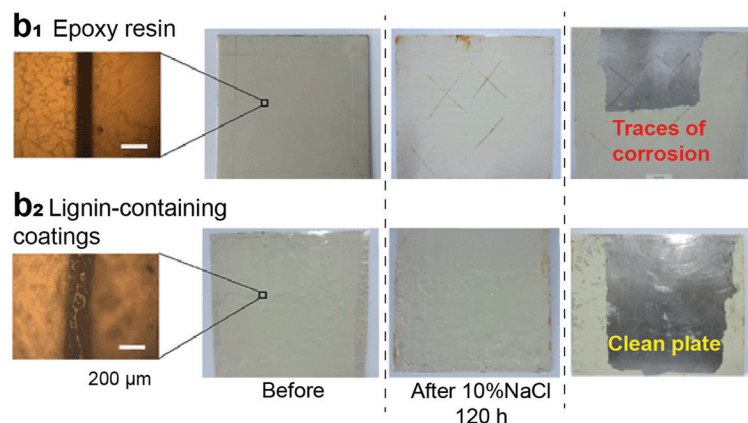 b₁ Epoxy resin
Traces of
corrosion
b₂ Lignin-containing
coatings
Clean plate
200 μm
Before
After 10%NaCl
120 h